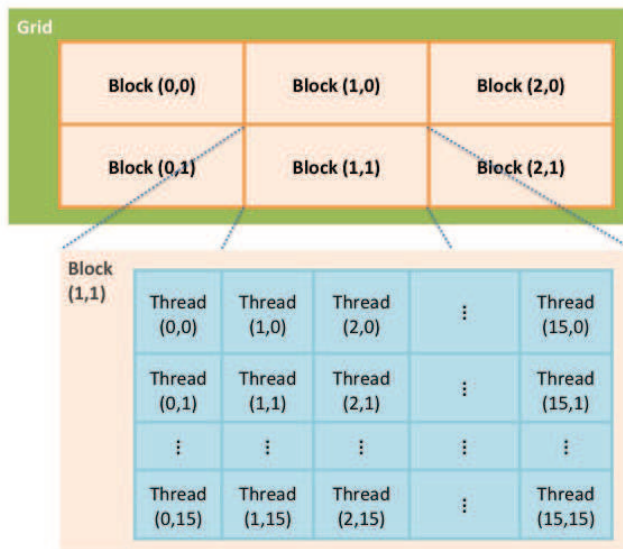 Grid
Block (0,0) Block (1,0) Block (2,0)
Block (0,1) Block (1,1) Block (2,1)
Block
(1,1)
Thread Thread Thread ⋮ Thread
(0,0) (1,0) (2,0) (15,0)
Thread Thread Thread ⋮ Thread
(0,1) (1,1) (2,1) (15,1)
⋮ ⋮ ⋮ ⋮ ⋮
Thread Thread Thread ⋮ Thread
(0,15) (1,15) (2,15) (15,15)